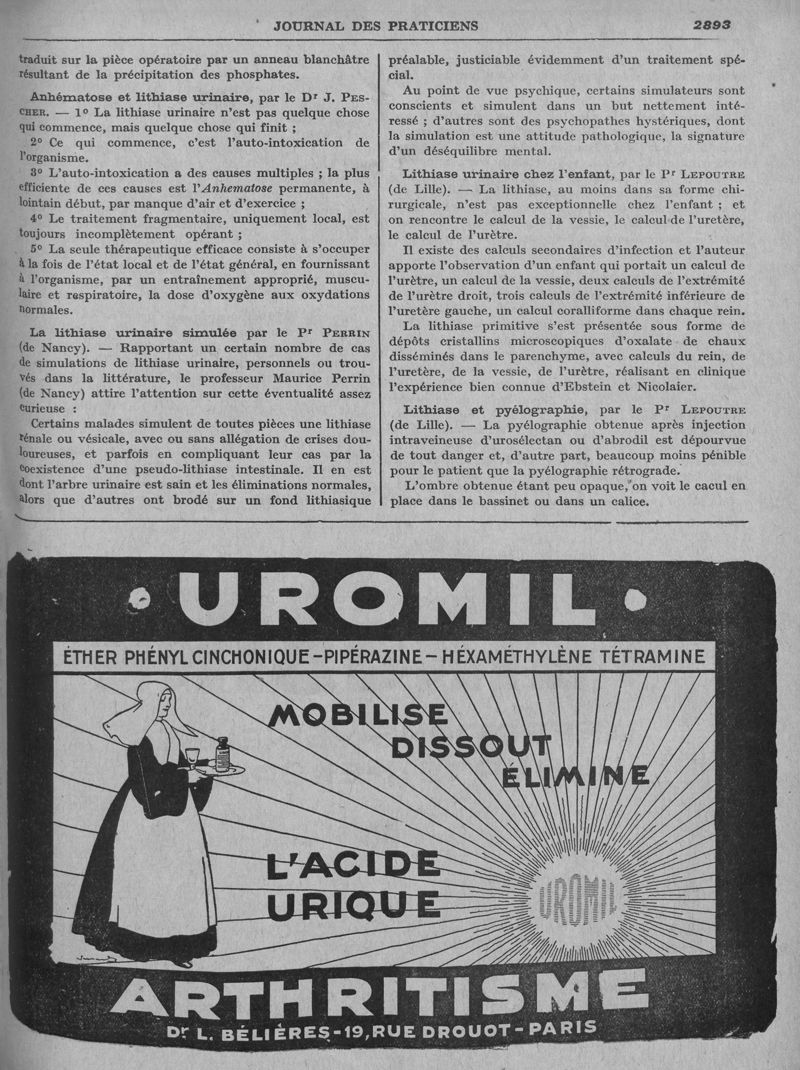 JOURNAL DES PRATICIENS
2893
traduit sur la pièce opératoire par un anneau blanchâtre
résultant de la précipitation des phosphates.
Anhématose et lithiase urinaire, par le Dr J. PES-
CHER. — 1º La lithiase urinaire n'est pas quelque chose
qui commence, mais quelque chose qui finit ;
2º Ce qui commence, c'est l'auto-intoxication de
l'organisme.
3º L'auto-intoxication a des causes multiples ; la plus
efficiente de ces causes est l'Anhematose permanente, à
lointain début, par manque d'air et d'exercice ;
4º Le traitement fragmentaire, uniquement local, est
toujours incomplètement opérant ;
5º La seule thérapeutique efficace consiste à s'occuper
à la fois de l'état local et de l'état général, en fournissant
à l'organisme, par un entraînement approprié, muscu-
laire et respiratoire, la dose d'oxygène aux oxydations
normales.
La lithiase urinaire simulée par le Pr PERRIN
(de Nancy). — Rapportant un certain nombre de cas
de simulations de lithiase urinaire, personnels ou trou-
vés dans la littérature, le professeur Maurice Perrin
(de Nancy) attire l'attention sur cette éventualité assez
curieuse :
Certains malades simulent de toutes pièces une lithiase
rénale ou vésicale, avec ou sans allégation de crises dou-
loureuses, et parfois en compliquant leur cas par la
coexistence d'une pseudo-lithiase intestinale. Il en est
dont l'arbre urinaire est sain et les éliminations normales,
alors que d'autres ont brodé sur un fond lithiasique
préalable, justiciable évidemment d'un traitement spé-
cial.
Au point de vue psychique, certains simulateurs sont
conscients et simulent dans un but nettement inté-
ressé ; d'autres sont des psychopathes hystériques, dont
la simulation est une attitude pathologique, la signature
d'un déséquilibre mental.
Lithiase urinaire chez l'enfant, par le Pr LEPOUTRE
(de Lille). — La lithiase, au moins dans sa forme chi-
rurgicale, n'est pas exceptionnelle chez l'enfant ; et
on rencontre le calcul de la vessie, le calcul de l'uretère,
le calcul de l'urètre.
Il existe des calculs secondaires d'infection et l'auteur
apporte l'observation d'un enfant qui portait un calcul de
l'urètre, un calcul de la vessie, deux calculs de l'extrémité
de l'urètre droit, trois calculs de l'extrémité inférieure de
l'uretère gauche, un calcul coralliforme dans chaque rein.
La lithiase primitive s'est présentée sous forme de
dépôts cristallins microscopiques d'oxalate de chaux
disséminés dans le parenchyme, avec calculs du rein, de
l'uretère, de la vessie, de l'urètre, réalisant en clinique
l'expérience bien connue d'Ebstein et Nicolaier.
Lithiase et pyélographie, par le Pr LEPOUTRE
(de Lille). — La pyélographie obtenue après injection
intraveineuse d'urosélectan ou d'abrodil est dépourvue
de tout danger et, d'autre part, beaucoup moins pénible
pour le patient que la pyélographie rétrograde.
L'ombre obtenue étant peu opaque, on voit le cacul en
place dans le bassinet ou dans un calice.
• UROMIL •
ÉTHER PHÉNYL CINCHONIQUE - PIPÉRAZINE - HÉXAMÉTHYLÈNE TÉTRAMINE
MOBILISE
DISSOUT
ÉLIMINE
L'ACIDE
URIQUE
UROMIL
ARTHRITISME
Dr L. BÉLIÈRES - 19, RUE DROUOT - PARIS